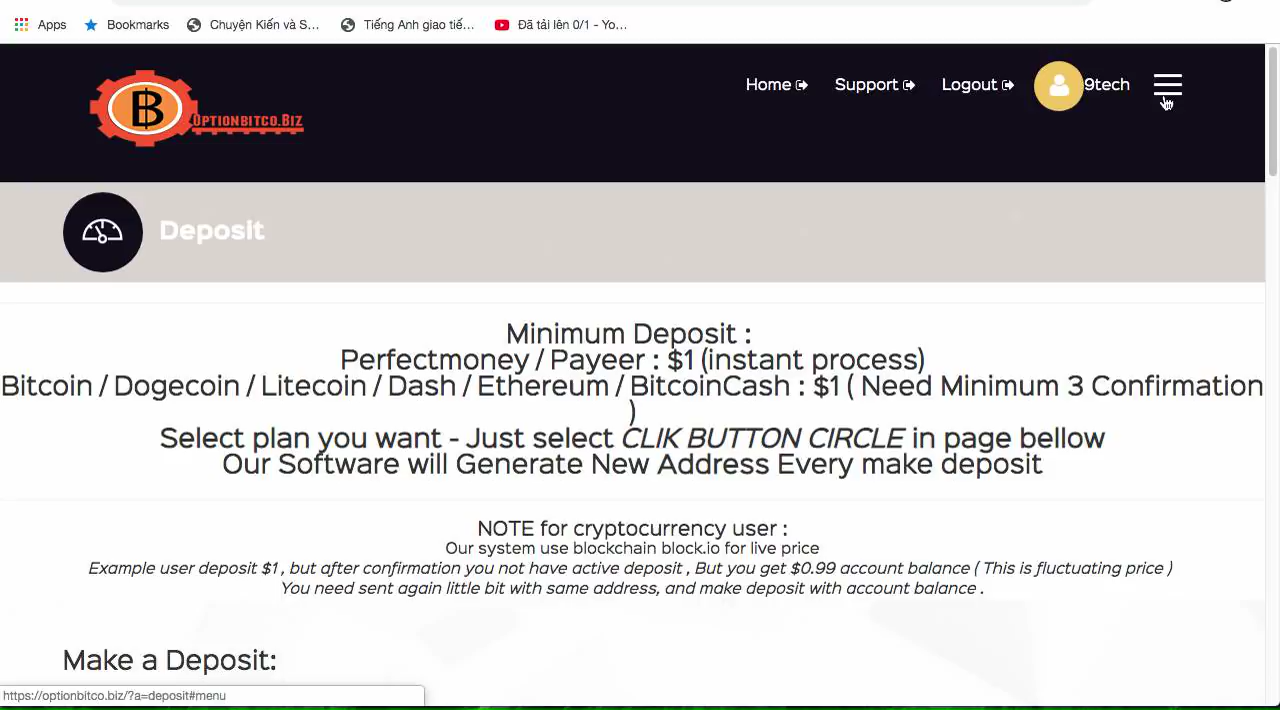 Apps
Bookmarks
Chuyện Kiến và S...
Tiếng Anh giao tiế...
Đã tải lên 0/1 - Yo...
Home
Support
Logout
9tech
B
OPTIONBITCO.BIZ
Deposit
Minimum Deposit :
Perfectmoney / Payeer : $1 (instant process)
Bitcoin / Dogecoin / Litecoin / Dash / Ethereum / BitcoinCash : $1 ( Need Minimum 3 Confirmation
)
Select plan you want - Just select CLIK BUTTON CIRCLE in page bellow
Our Software will Generate New Address Every make deposit
NOTE for cryptocurrency user :
Our system use blockchain block.io for live price
Example user deposit $1 , but after confirmation you not have active deposit , But you get $0.99 account balance ( This is fluctuating price )
You need sent again little bit with same address, and make deposit with account balance .
Make a Deposit:
https://optionbitco.biz/?a=deposit#menu